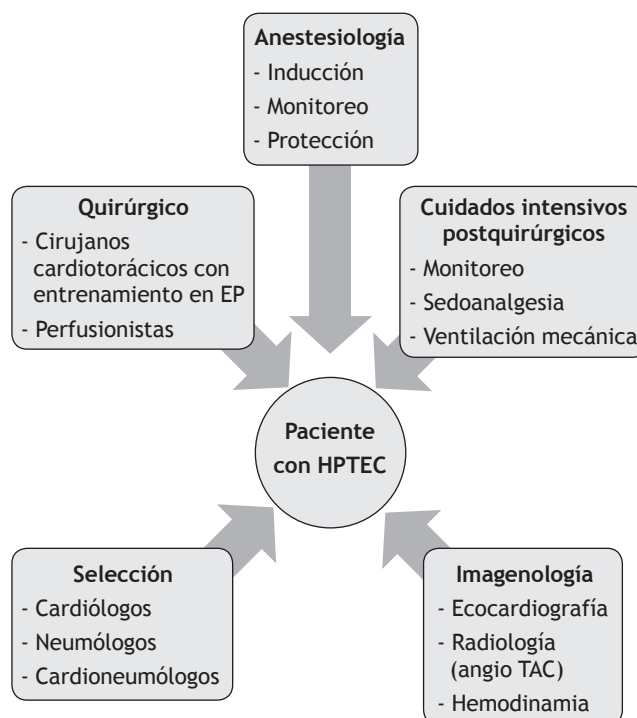 Anestesiología
- Inducción
- Monitoreo
- Protección
Quirúrgico
- Cirujanos
cardiotorácicos con
entrenamiento en EP
- Perfusionistas
Cuidados intensivos
postquirúrgicos
- Monitoreo
- Sedoanalgesia
- Ventilación mecánica
Paciente
con HPTEC
Selección
- Cardiólogos
- Neumólogos
- Cardioneumólogos
Imagenología
- Ecocardiografía
- Radiología
(angio TAC)
- Hemodinamia